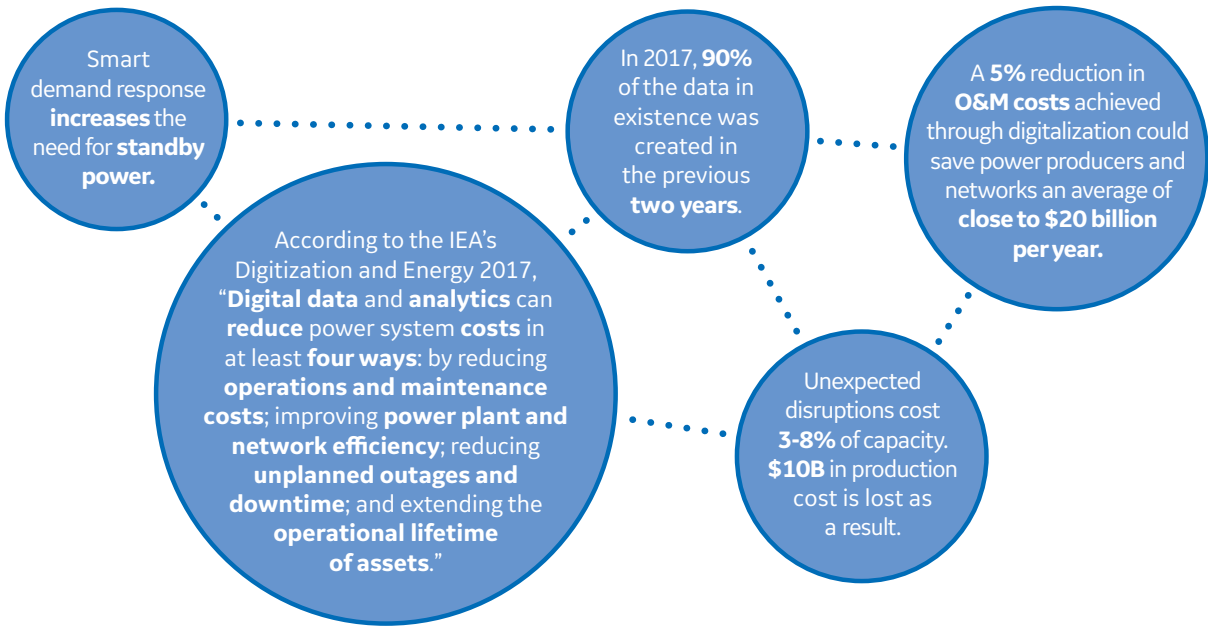 Smart
demand response
increases the
need for standby
power.
In 2017, 90%
of the data in
existence was
created in
the previous
two years.
A 5% reduction in
O&M costs achieved
through digitalization could
save power producers and
networks an average of
close to $20 billion
per year.
According to the IEA’s
Digitization and Energy 2017,
“Digital data and analytics can
reduce power system costs in
at least four ways: by reducing
operations and maintenance
costs; improving power plant and
network efficiency; reducing
unplanned outages and
downtime; and extending the
operational lifetime
of assets.”
Unexpected
disruptions cost
3-8% of capacity.
$10B in production
cost is lost as
a result.